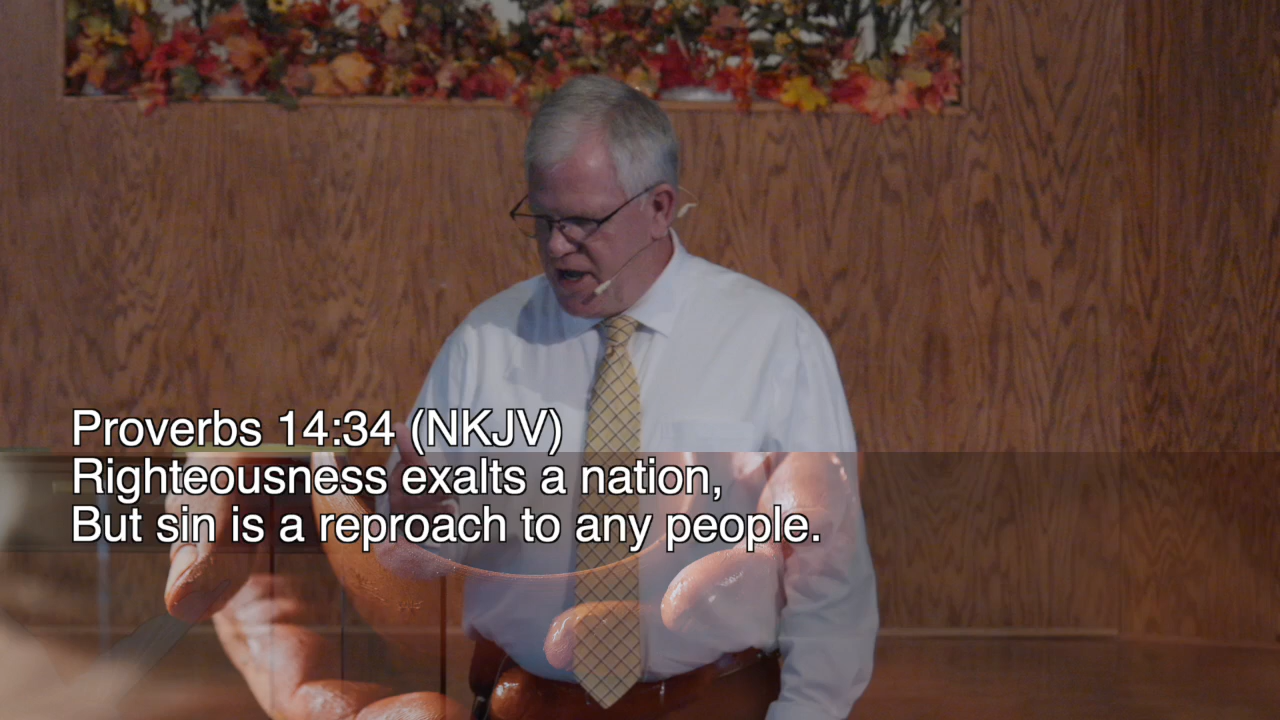 Proverbs 14:34 (NKJV)
Righteousness exalts a nation,
But sin is a reproach to any people.